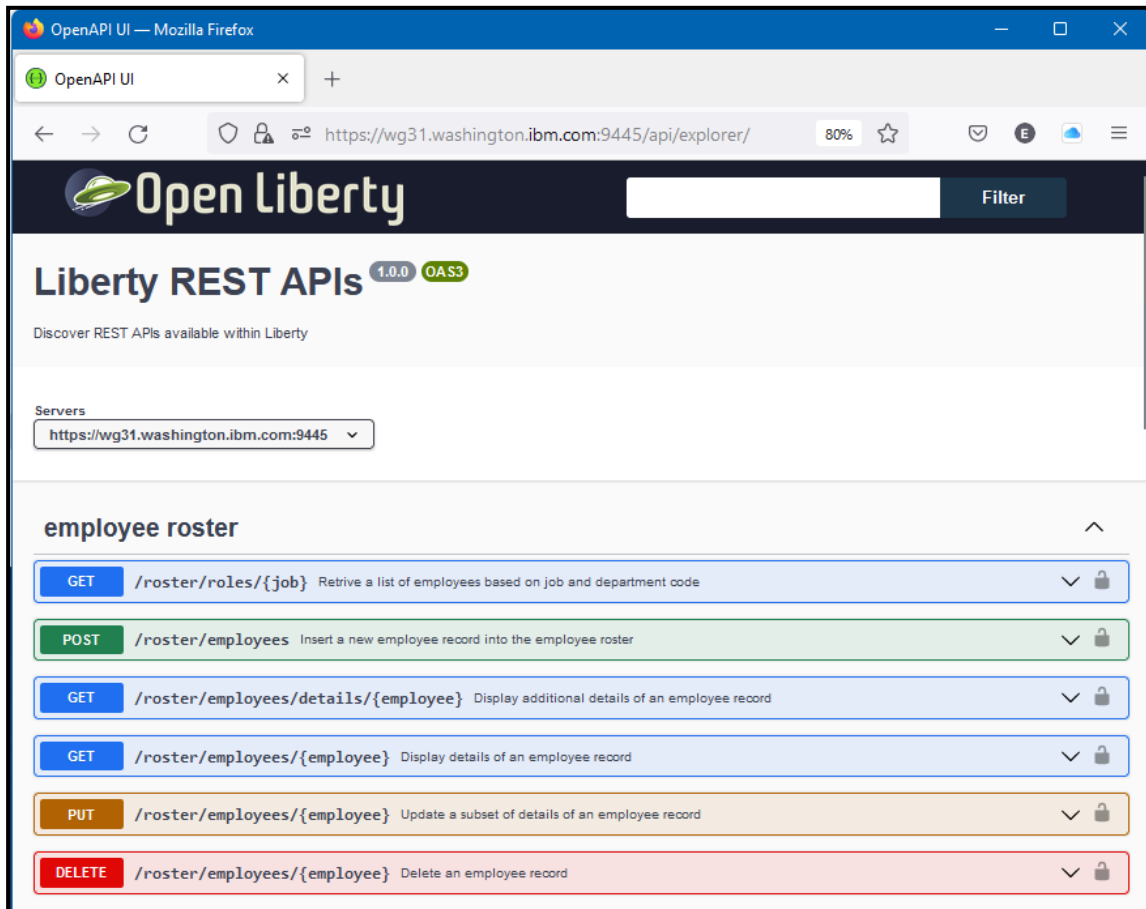 OpenAPI UI — Mozilla Firefox
OpenAPI UI
https://wg31.washington.ibm.com:9445/api/explorer/ 80% E
Open Liberty Filter
Liberty REST APIs 1.0.0 OAS3
Discover REST APIs available within Liberty
Servers
https://wg31.washington.ibm.com:9445
employee roster
GET /roster/roles/{job} Retrive a list of employees based on job and department code
POST /roster/employees Insert a new employee record into the employee roster
GET /roster/employees/details/{employee} Display additional details of an employee record
GET /roster/employees/{employee} Display details of an employee record
PUT /roster/employees/{employee} Update a subset of details of an employee record
DELETE /roster/employees/{employee} Delete an employee record